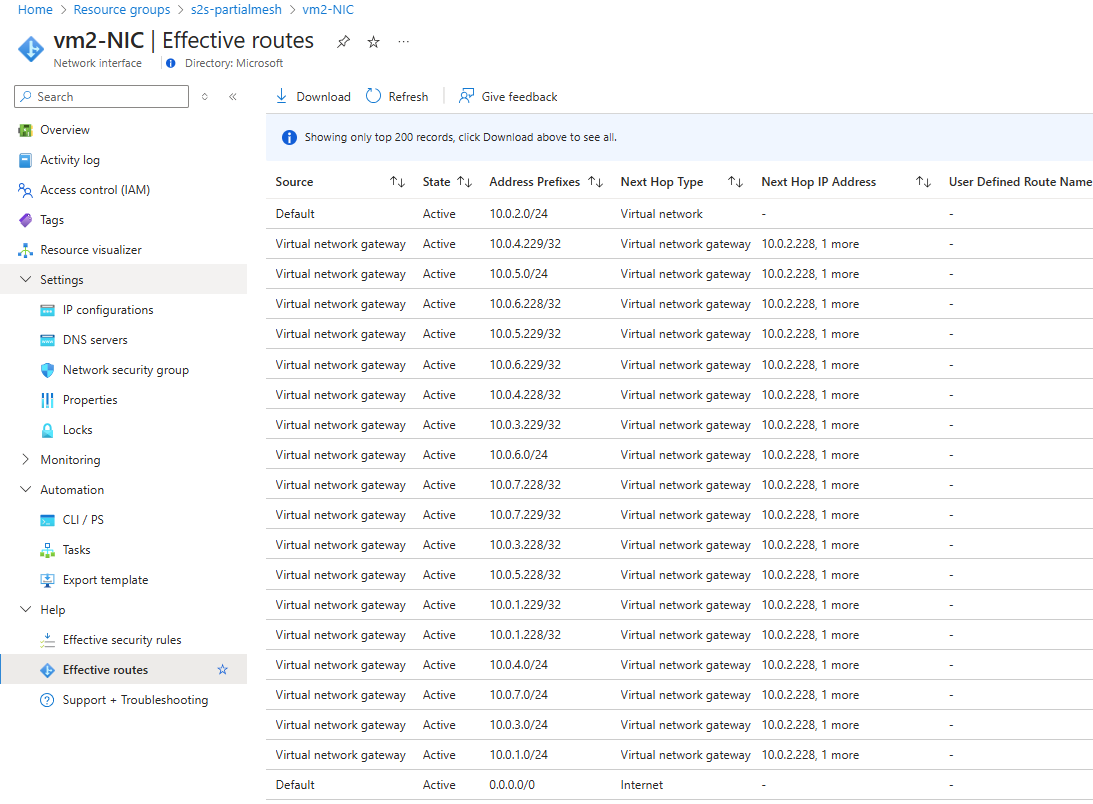 Home > Resource groups > s2s-partialmesh > vm2-NIC
vm2-NIC | Effective routes
Network interface
Directory: Microsoft
Search
Overview
Activity log
Access control (IAM)
Tags
Resource visualizer
Settings
IP configurations
DNS servers
Network security group
Properties
Locks
Monitoring
Automation
CLI / PS
Tasks
Export template
Help
Effective security rules
Effective routes
Support + Troubleshooting
Download Refresh Give feedback
Showing only top 200 records, click Download above to see all.
Source State Address Prefixes Next Hop Type Next Hop IP Address User Defined Route Name
Default Active 10.0.2.0/24 Virtual network - -
Virtual network gateway Active 10.0.4.229/32 Virtual network gateway 10.0.2.228, 1 more -
Virtual network gateway Active 10.0.5.0/24 Virtual network gateway 10.0.2.228, 1 more -
Virtual network gateway Active 10.0.6.228/32 Virtual network gateway 10.0.2.228, 1 more -
Virtual network gateway Active 10.0.5.229/32 Virtual network gateway 10.0.2.228, 1 more -
Virtual network gateway Active 10.0.6.229/32 Virtual network gateway 10.0.2.228, 1 more -
Virtual network gateway Active 10.0.4.228/32 Virtual network gateway 10.0.2.228, 1 more -
Virtual network gateway Active 10.0.3.229/32 Virtual network gateway 10.0.2.228, 1 more -
Virtual network gateway Active 10.0.6.0/24 Virtual network gateway 10.0.2.228, 1 more -
Virtual network gateway Active 10.0.7.228/32 Virtual network gateway 10.0.2.228, 1 more -
Virtual network gateway Active 10.0.7.229/32 Virtual network gateway 10.0.2.228, 1 more -
Virtual network gateway Active 10.0.3.228/32 Virtual network gateway 10.0.2.228, 1 more -
Virtual network gateway Active 10.0.5.228/32 Virtual network gateway 10.0.2.228, 1 more -
Virtual network gateway Active 10.0.1.229/32 Virtual network gateway 10.0.2.228, 1 more -
Virtual network gateway Active 10.0.1.228/32 Virtual network gateway 10.0.2.228, 1 more -
Virtual network gateway Active 10.0.4.0/24 Virtual network gateway 10.0.2.228, 1 more -
Virtual network gateway Active 10.0.7.0/24 Virtual network gateway 10.0.2.228, 1 more -
Virtual network gateway Active 10.0.3.0/24 Virtual network gateway 10.0.2.228, 1 more -
Virtual network gateway Active 10.0.1.0/24 Virtual network gateway 10.0.2.228, 1 more -
Default Active 0.0.0.0/0 Internet - -